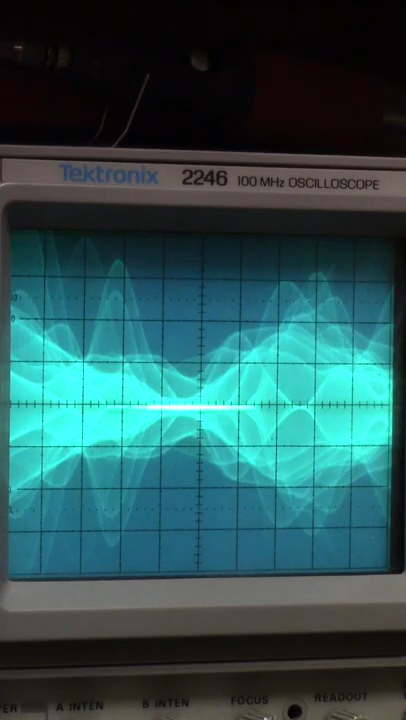 Tektronix 2246 100 MHz OSCILLOSCOPE
A INTEN B INTEN FOCUS READOUT